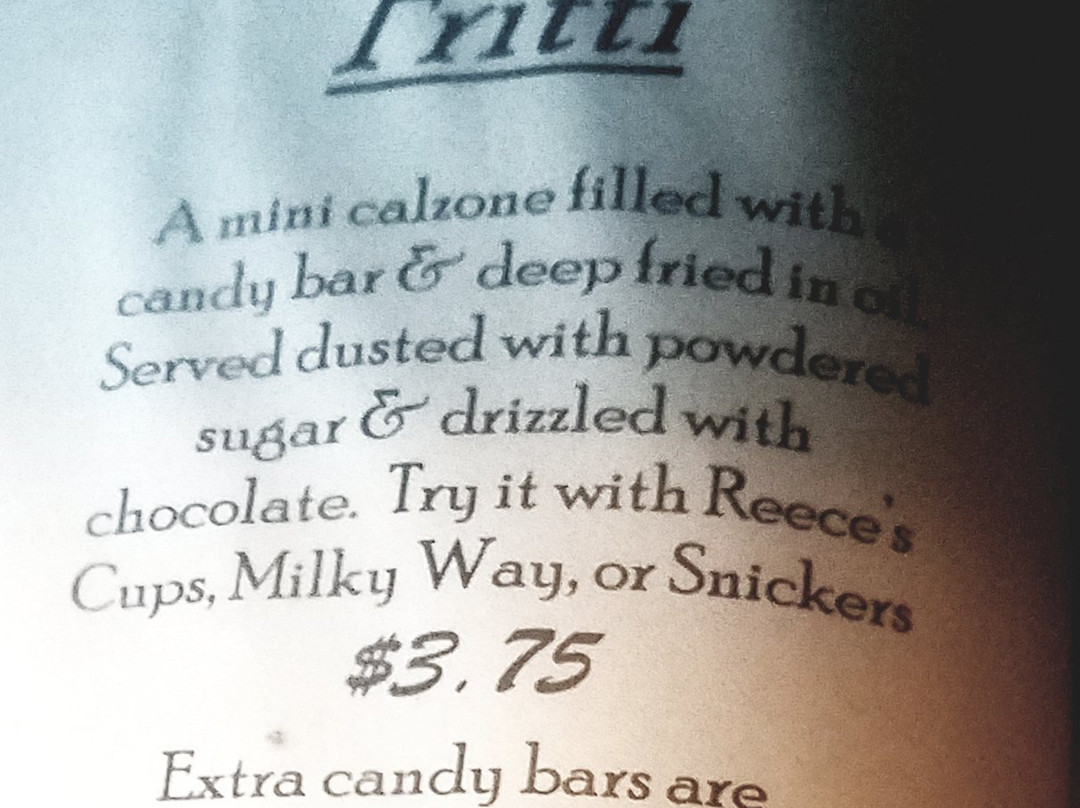 Fritti
A mini calzone filled with a
candy bar & deep fried in oil.
Served dusted with powdered
sugar & drizzled with
chocolate. Try it with Reece's
Cups, Milky Way, or Snickers
$3.75
Extra candy bars are